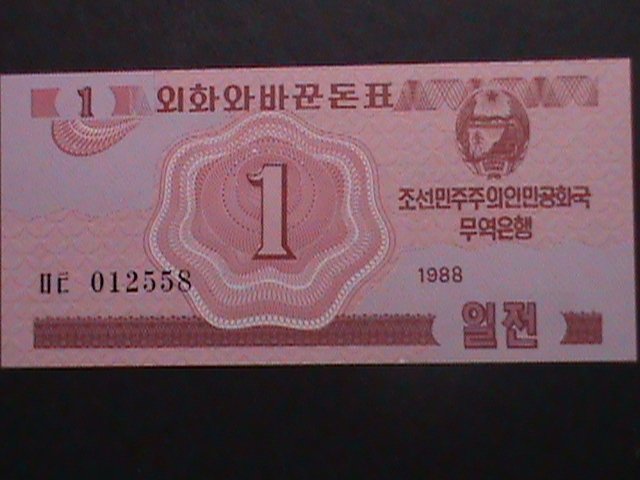 1 외화와바꾼돈표
조선민주주의인민공화국
무역은행
1
ㅍㄷ 012558
1988
일전